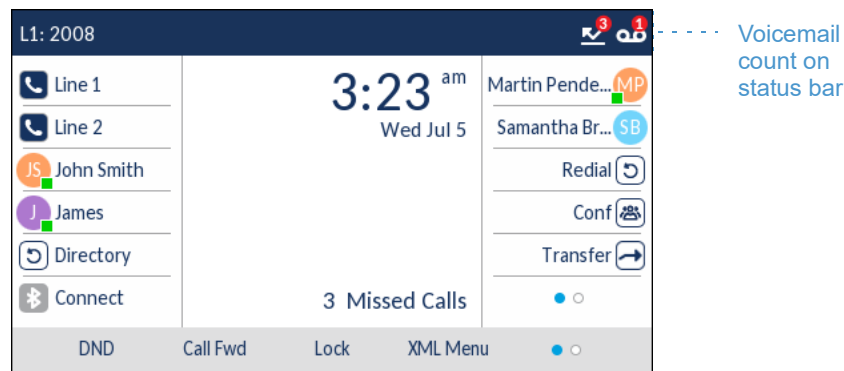 L1: 2008
3
1
Voicemail
count on
status bar
Line 1
3:23 am
Martin Pende...
MP
Line 2
Wed Jul 5
Samantha Br...
SB
JS
John Smith
Redial
J
James
Conf
Directory
Transfer
Connect
3 Missed Calls
DND
Call Fwd
Lock
XML Menu